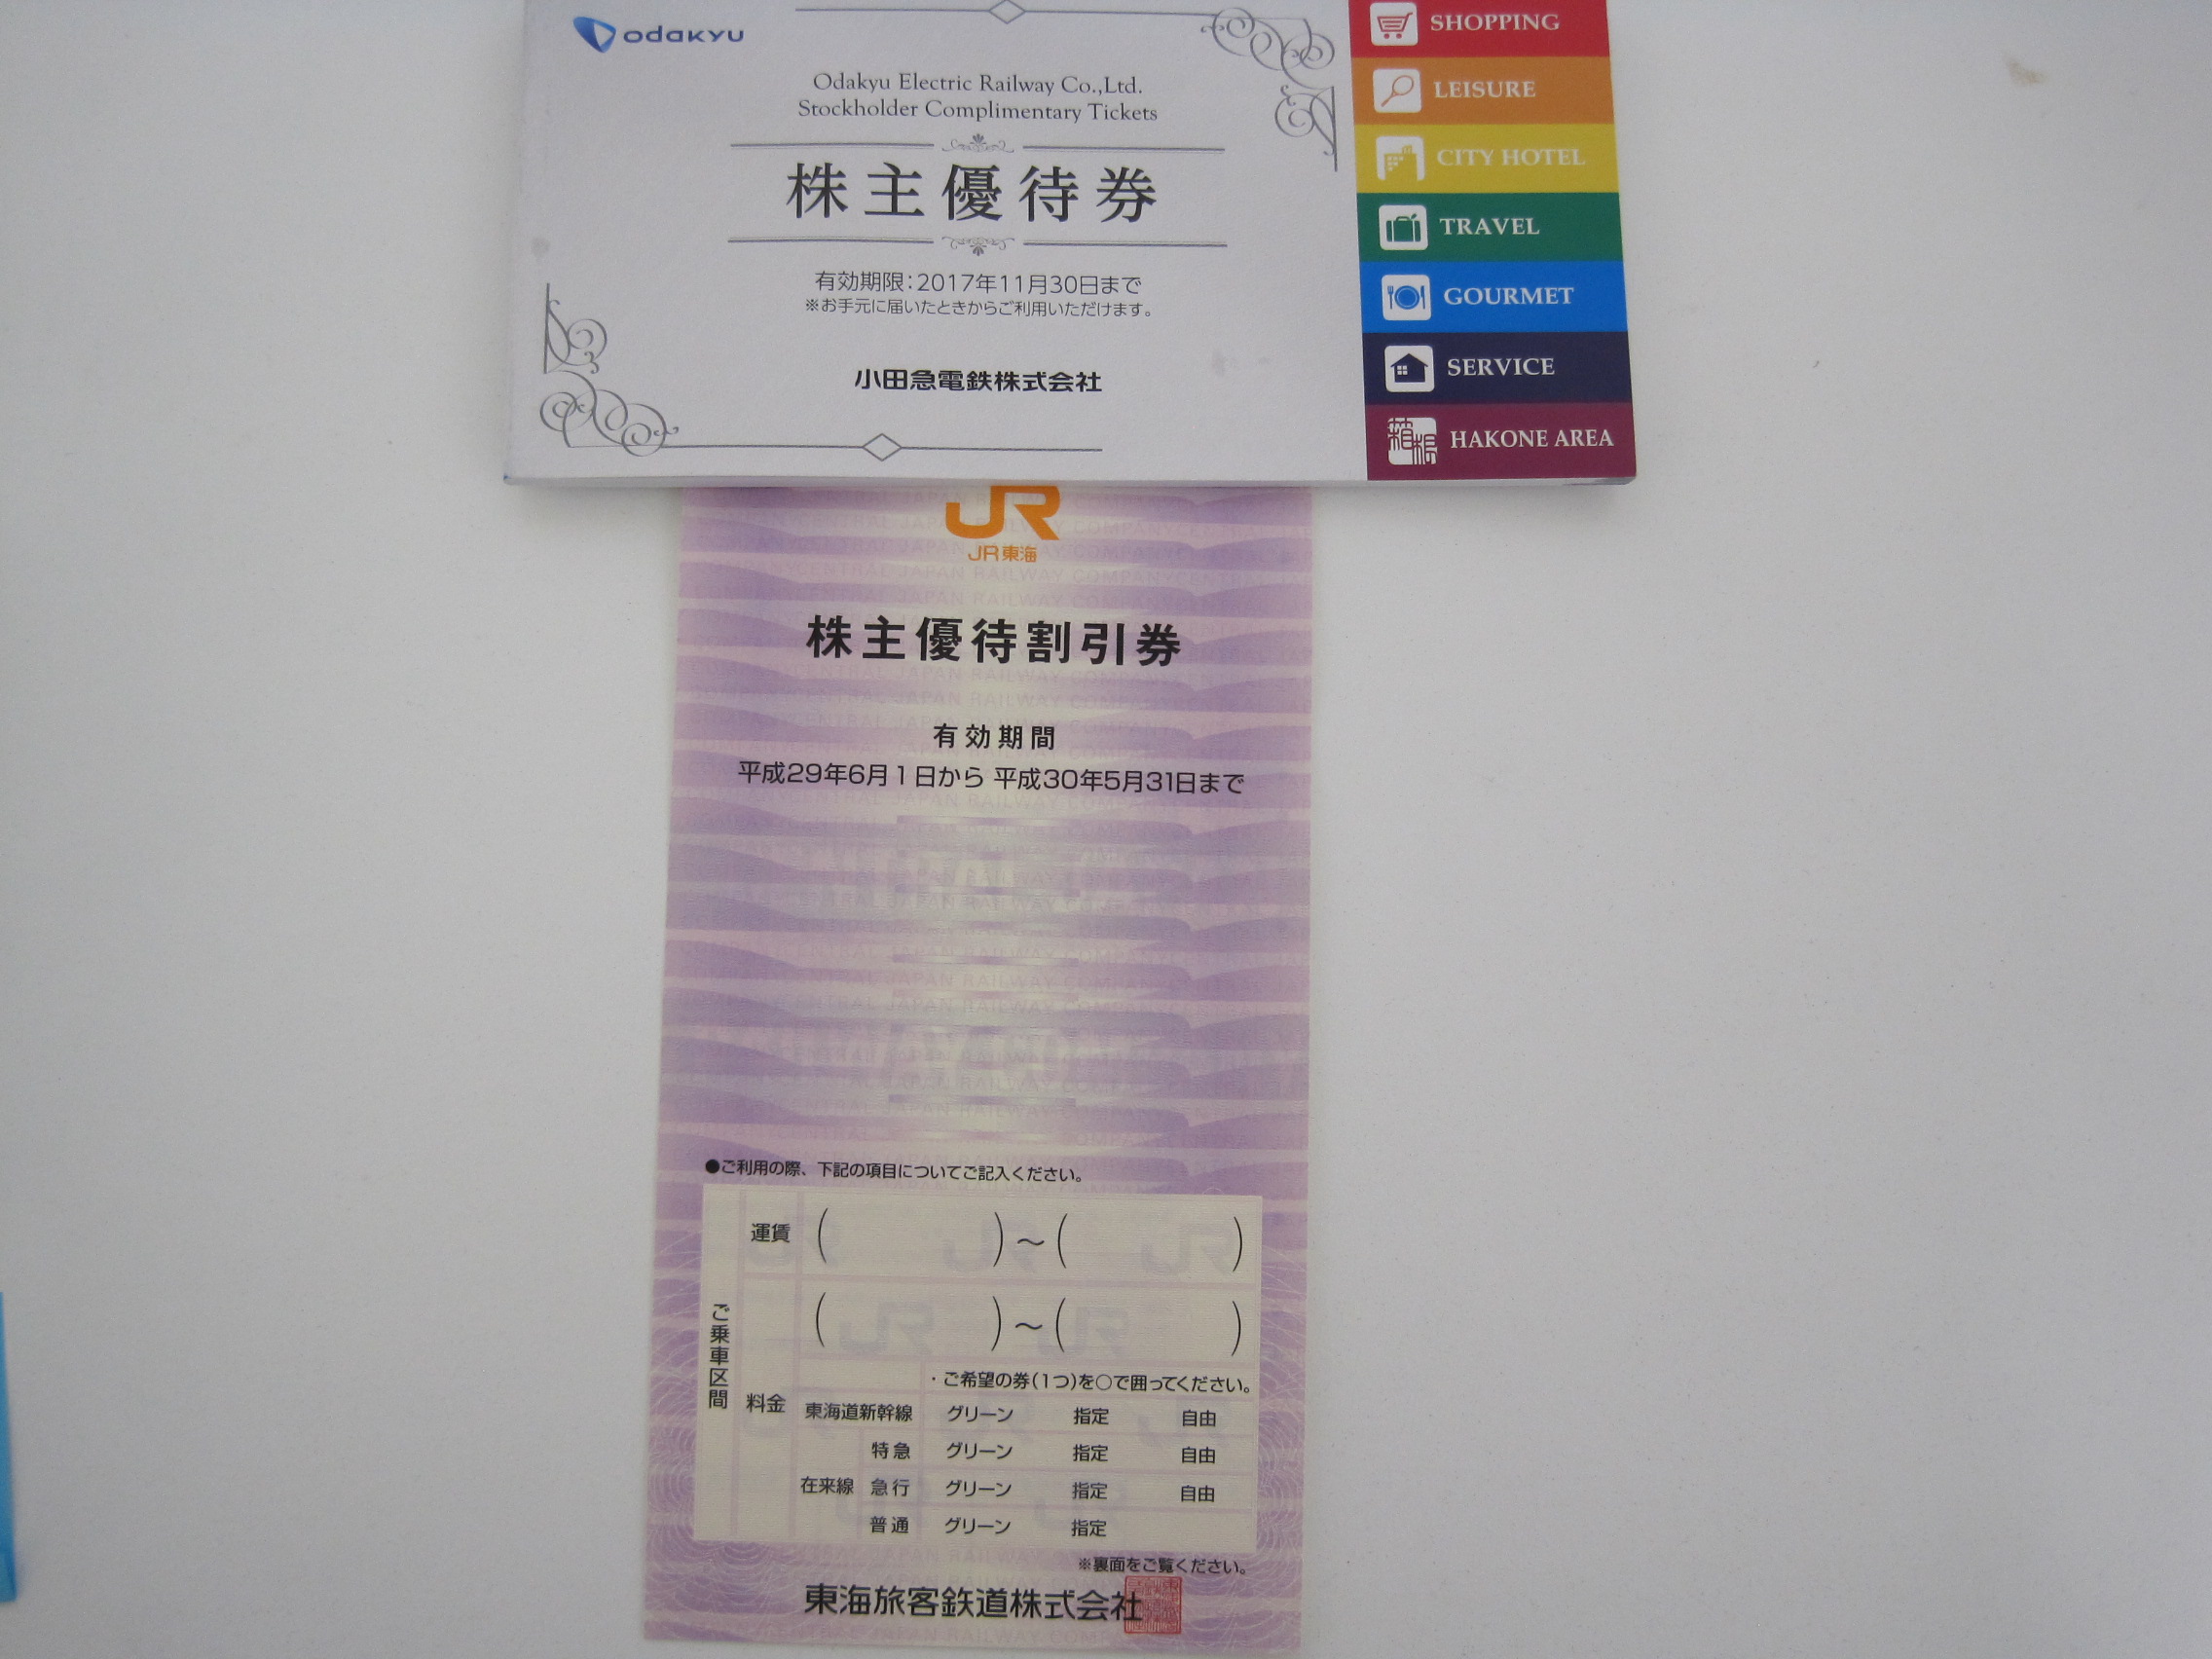 odakyu
Odakyu Electric Railway Co.,Ltd.
Stockholder Complimentary Tickets
株主優待券
有効期限:2017年11月30日まで
※お手元に届いたときからご利用いただけます。
小田急電鉄株式会社
SHOPPING
LEISURE
CITY HOTEL
TRAVEL
GOURMET
SERVICE
箱根 HAKONE AREA
JR
JR東海
株主優待割引券
有効期間
平成29年6月1日から 平成30年5月31日まで
●ご利用の際、下記の項目についてご記入ください。
ご乗車区間
運賃 ( )~( )
料金 ( )~( )
・ご希望の券(1つ)を○で囲ってください。
東海道新幹線 グリーン 指定 自由
在来線 特急 グリーン 指定 自由
急行 グリーン 指定 自由
普通 グリーン 指定
※裏面をご覧ください。
東海旅客鉄道株式会社